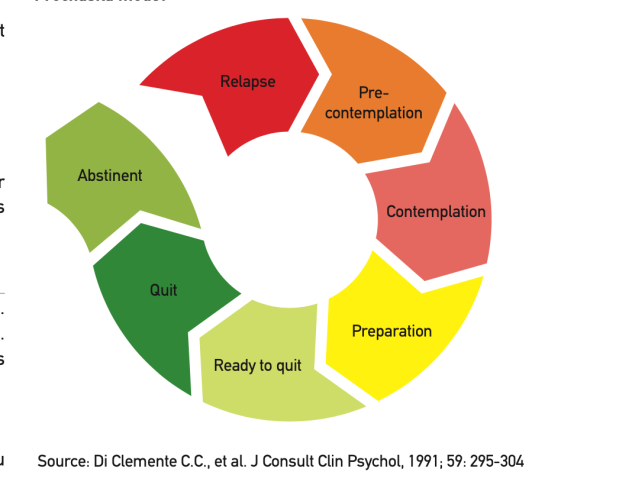 t
r
s
.
.
s
u
Relapse
Pre-
contemplation
Contemplation
Preparation
Ready to quit
Quit
Abstinent
Source: Di Clemente C.C., et al. J Consult Clin Psychol, 1991; 59: 295-304